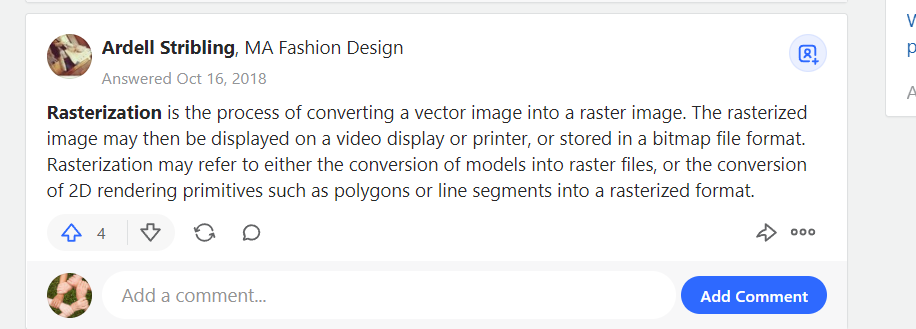 Ardell Stribling, MA Fashion Design
Answered Oct 16, 2018
Rasterization is the process of converting a vector image into a raster image. The rasterized
image may then be displayed on a video display or printer, or stored in a bitmap file format.
Rasterization may refer to either the conversion of models into raster files, or the conversion
of 2D rendering primitives such as polygons or line segments into a rasterized format.
4
Add a comment...
Add Comment